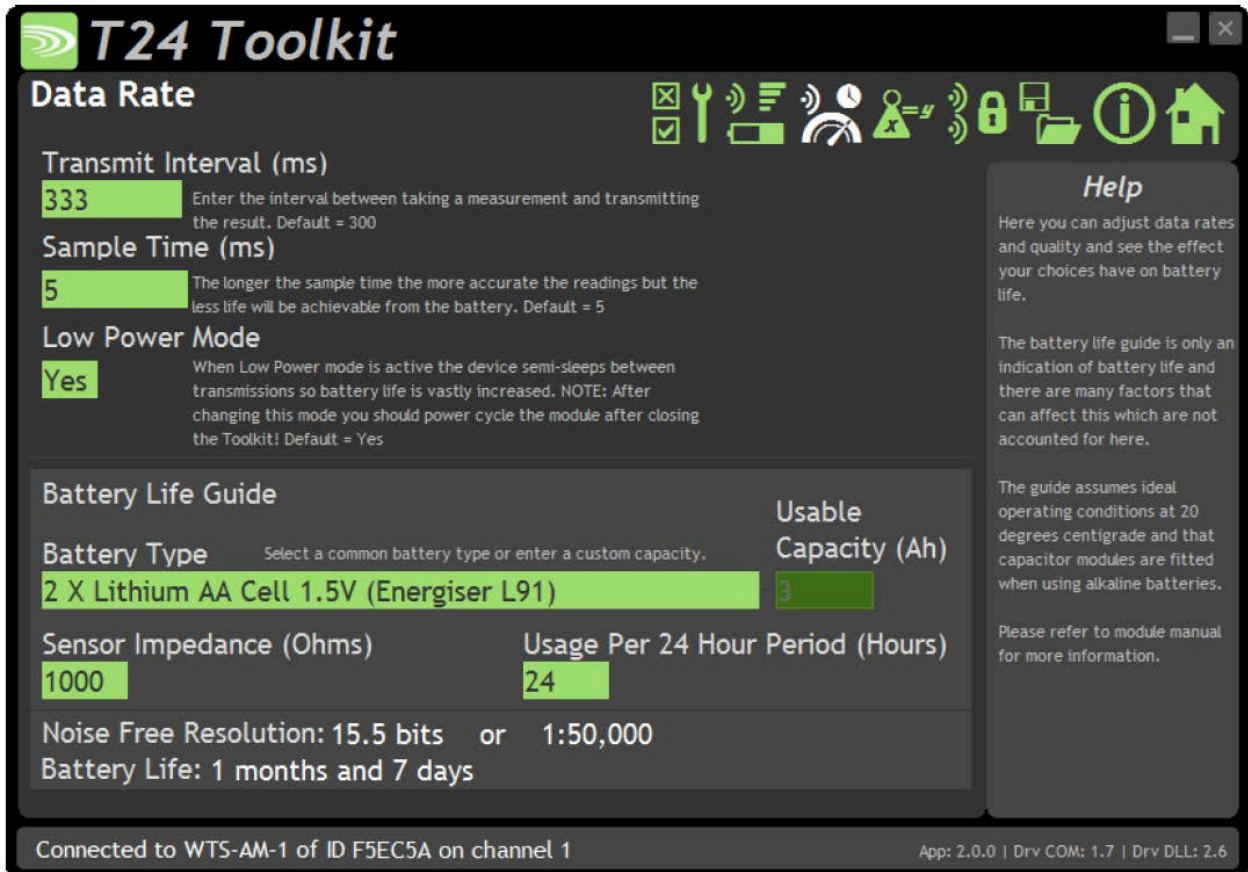 T24 Toolkit
Data Rate
Transmit Interval (ms)
333
Enter the interval between taking a measurement and transmitting
the result. Default = 300
Sample Time (ms)
5
The longer the sample time the more accurate the readings but the
less life will be achievable from the battery. Default = 5
Low Power Mode
Yes
When Low Power mode is active the device semi-sleeps between
transmissions so battery life is vastly increased. NOTE: After
changing this mode you should power cycle the module after closing
the Toolkit! Default = Yes
Battery Life Guide
Battery Type
Select a common battery type or enter a custom capacity.
Usable
Capacity (Ah)
2 X Lithium AA Cell 1.5V (Energiser L91)
3
Sensor Impedance (Ohms)
1000
Usage Per 24 Hour Period (Hours)
24
Noise Free Resolution: 15.5 bits or 1:50,000
Battery Life: 1 months and 7 days
x=y
Help
Here you can adjust data rates
and quality and see the effect
your choices have on battery
life.
The battery life guide is only an
indication of battery life and
there are many factors that
can affect this which are not
accounted for here.
The guide assumes ideal
operating conditions at 20
degrees centigrade and that
capacitor modules are fitted
when using alkaline batteries.
Please refer to module manual
for more information.
Connected to WTS-AM-1 of ID F5EC5A on channel 1
App: 2.0.0 | Drv COM: 1.7 | Drv DLL: 2.6